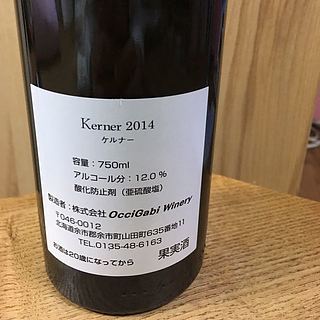 Kerner 2014
ケルナー
容量：750ml
アルコール分：12.0 %
酸化防止剤（亜硫酸塩）
製造者：株式会社 OcciGabi Winery
〒046-0012
北海道余市郡余市町山田町635番地11
TEL.0135-48-6163
お酒は20歳になってから
果実酒